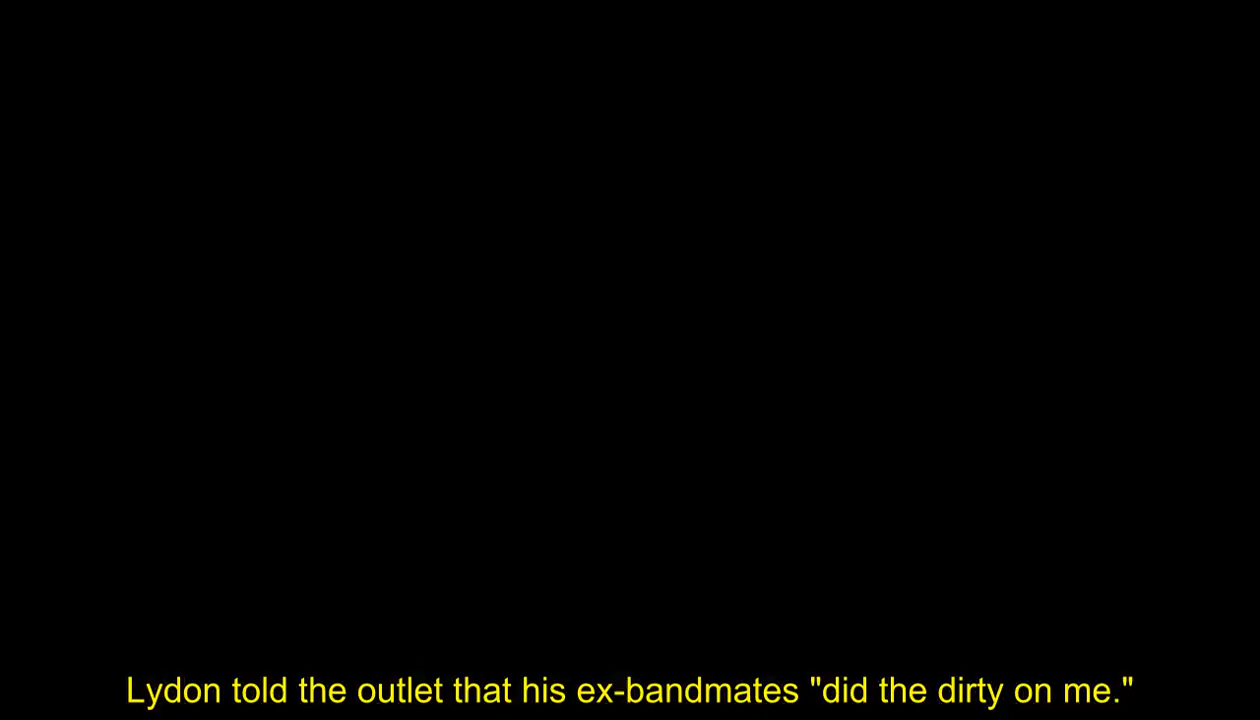 Lydon told the outlet that his ex-bandmates "did the dirty on me."